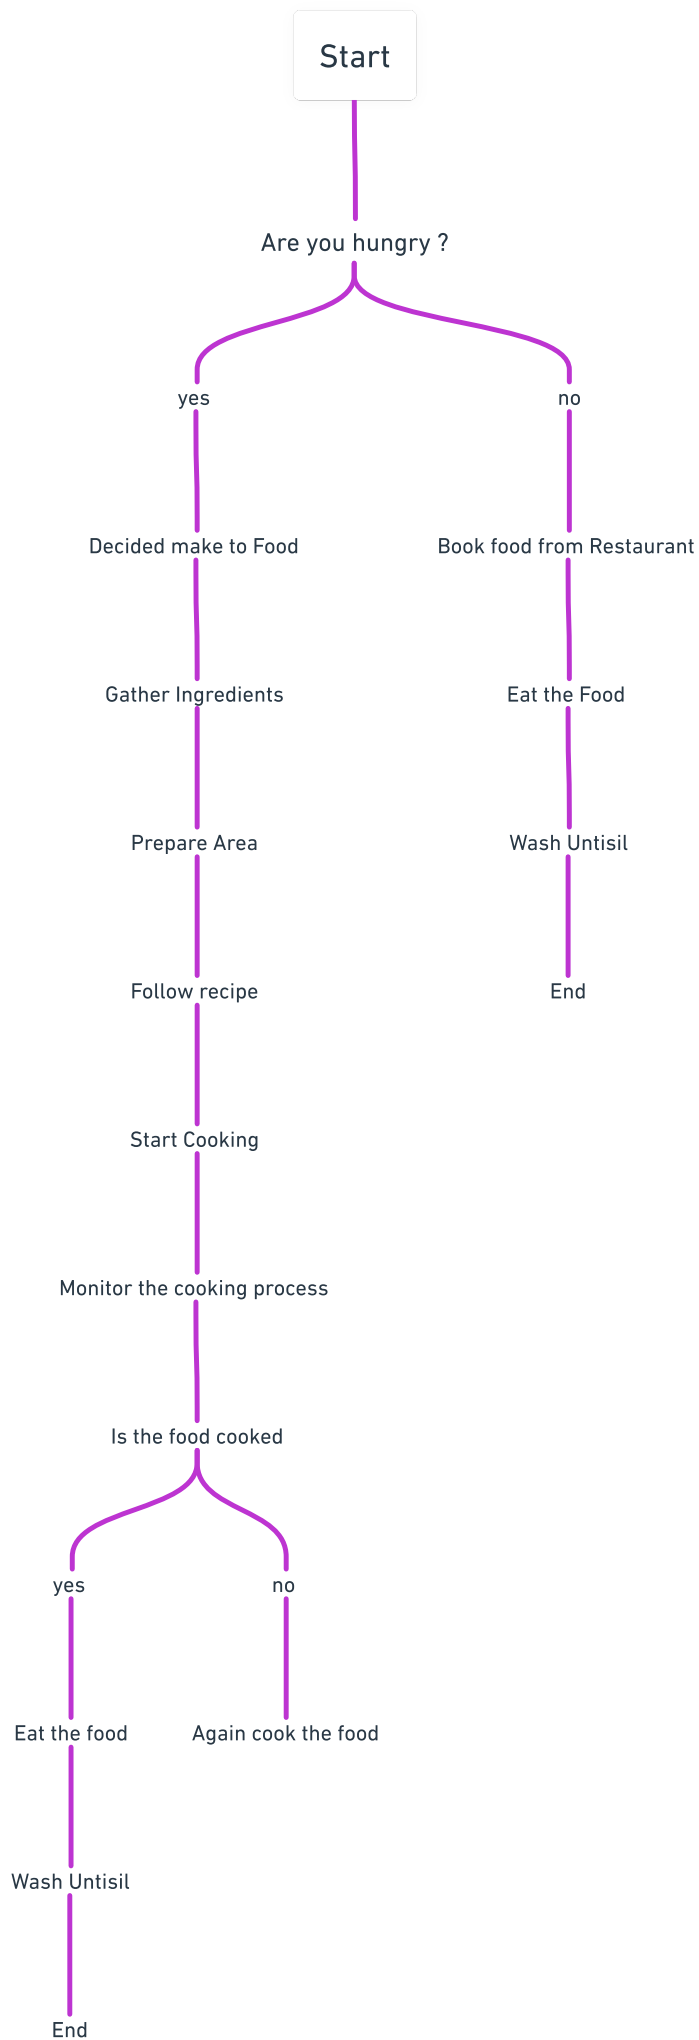 Start
Are you hungry ?
yes
no
Decided make to Food
Book food from Restaurant
Gather Ingredients
Eat the Food
Prepare Area
Wash Untisil
Follow recipe
End
Start Cooking
Monitor the cooking process
Is the food cooked
yes
no
Eat the food
Again cook the food
Wash Untisil
End